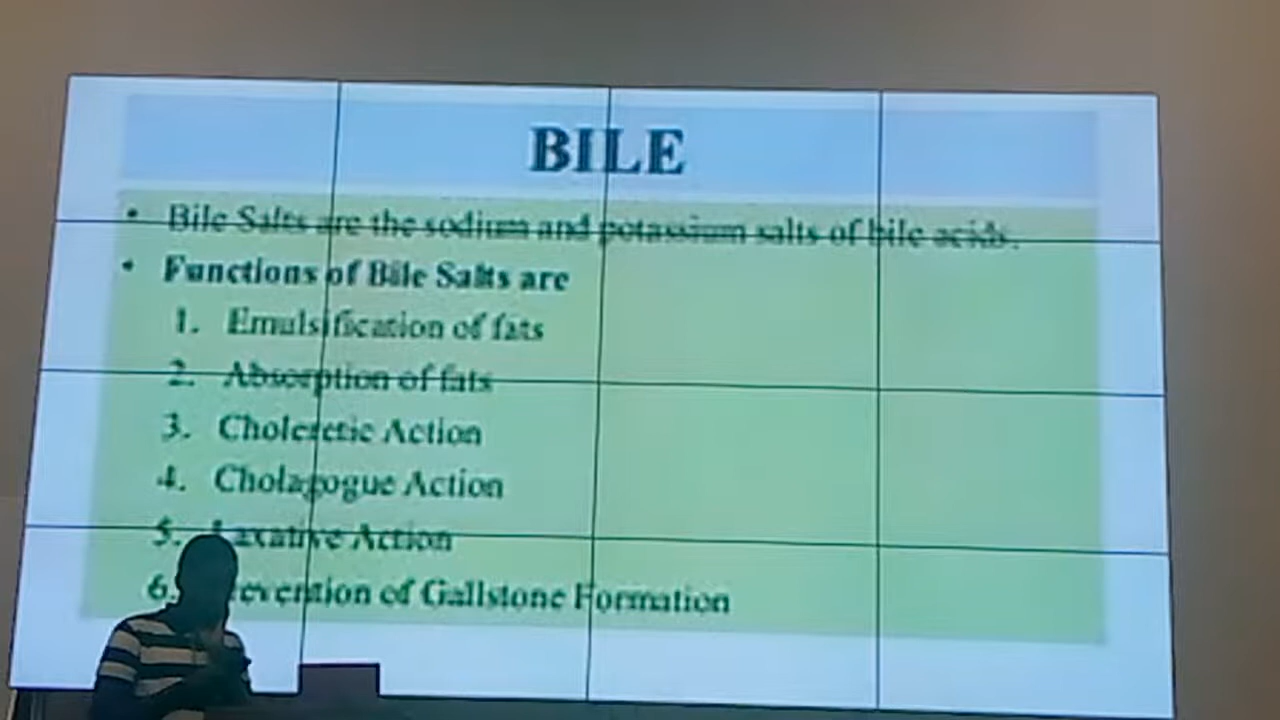 BILE
• Bile Salts are the sodium and potassium salts of bile acids.
• Functions of Bile Salts are
1. Emulsification of fats
2. Absorption of fats
3. Choleretic Action
4. Cholagogue Action
5. Laxative Action
6. Prevention of Gallstone Formation